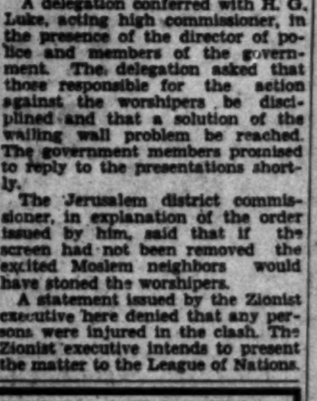 A delegation conferred with H. G.
Luke, acting high commissioner, in
the presence of the director of po-
lice and members of the govern-
ment. The delegation asked that
those responsible for the action
against the worshipers be disci-
plined and that a solution of the
wailing wall problem be reached.
The government members promised
to reply to the presentations short-
ly.
The Jerusalem district commis-
sioner, in explanation of the order
issued by him, said that if the
screen had not been removed the
excited Moslem neighbors would
have stoned the worshipers.
A statement issued by the Zionist
executive here denied that any per-
sons were injured in the clash. The
Zionist executive intends to present
the matter to the League of Nations.